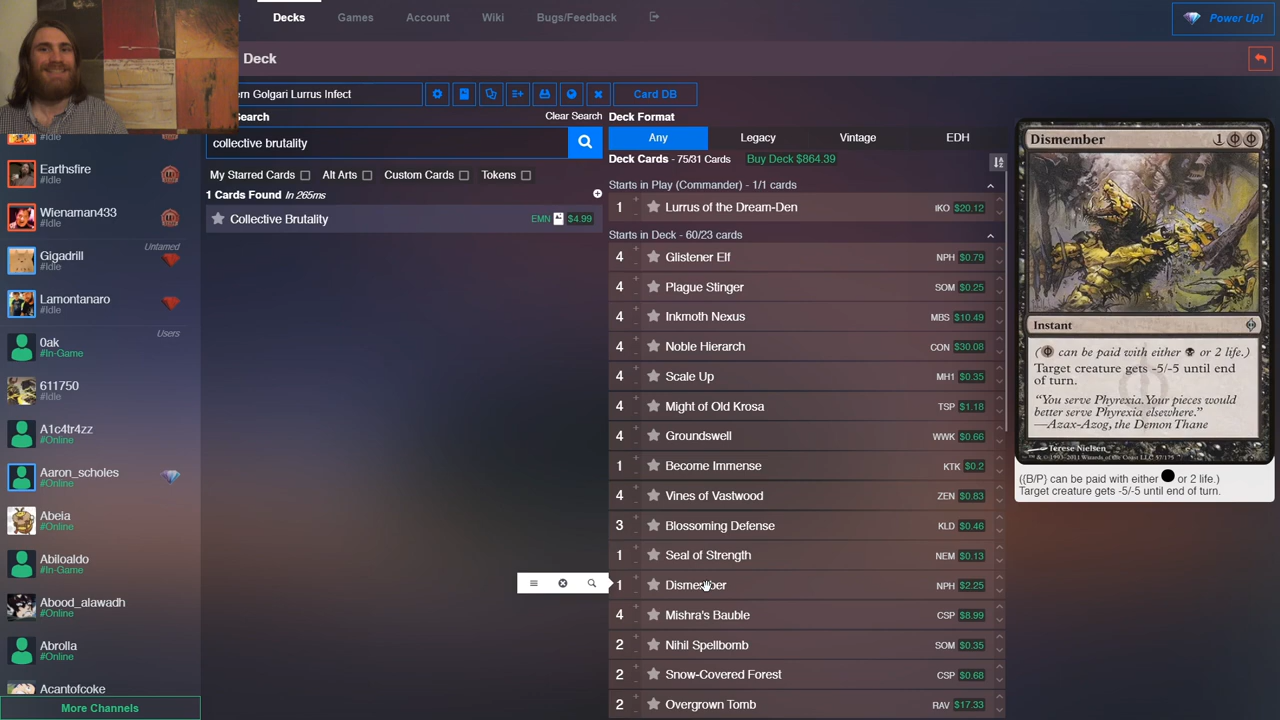 Decks
Games
Account
Wiki
Bugs/Feedback
Power Up!
Deck
ern Golgari Lurrus Infect
Card DB
Search
Clear Search
Deck Format
collective brutality
Any
Legacy
Vintage
EDH
My Starred Cards
Alt Arts
Custom Cards
Tokens
Deck Cards - 75/31 Cards
Buy Deck $864.39
1 Cards Found In 265ms
Collective Brutality
EMN
$4.99
Starts in Play (Commander) - 1/1 cards
1 Lurrus of the Dream-Den IKO $20.12
Starts in Deck - 60/23 cards
4 Glistener Elf NPH $0.79
4 Plague Stinger SOM $0.25
4 Inkmoth Nexus MBS $10.49
4 Noble Hierarch CON $30.08
4 Scale Up MH1 $0.35
4 Might of Old Krosa TSP $1.18
4 Groundswell WWK $0.66
1 Become Immense KTK $0.2
4 Vines of Vastwood ZEN $0.83
3 Blossoming Defense KLD $0.46
1 Seal of Strength NEM $0.13
1 Dismember NPH $2.25
4 Mishra's Bauble CSP $8.99
2 Nihil Spellbomb SOM $0.35
2 Snow-Covered Forest CSP $0.68
2 Overgrown Tomb RAV $17.33
#Idle
Earthsfire
#Idle
Wienaman433
#Idle
Untamed
Gigadrill
#Idle
Lamontanaro
#Idle
Users
0ak
#In-Game
611750
#Idle
A1c4tr4zz
#Online
Aaron_scholes
#Online
Abeia
#Online
Abiloaldo
#In-Game
Abood_alawadh
#Online
Abrolla
#Online
Acantofcoke
More Channels
Dismember
1
Instant
( can be paid with either or 2 life.)
Target creature gets -5/-5 until end
of turn.
"You serve Phyrexia. Your pieces would
better serve Phyrexia elsewhere."
—Azax-Azog, the Demon Thane
Terese Nielsen
({B/P} can be paid with either or 2 life.)
Target creature gets -5/-5 until end of turn.